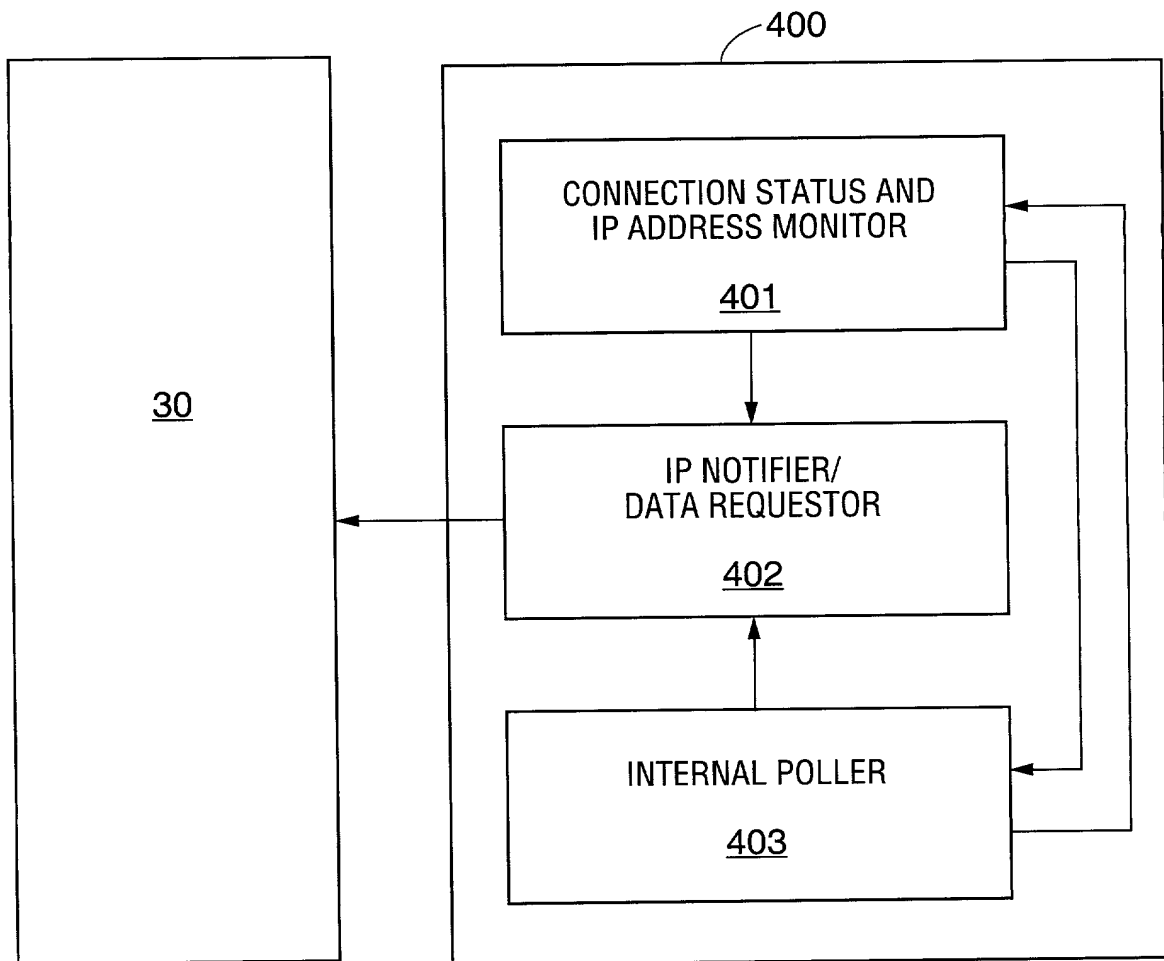 400
CONNECTION STATUS AND
IP ADDRESS MONITOR
401
30
IP NOTIFIER/
DATA REQUESTOR
402
INTERNAL POLLER
403